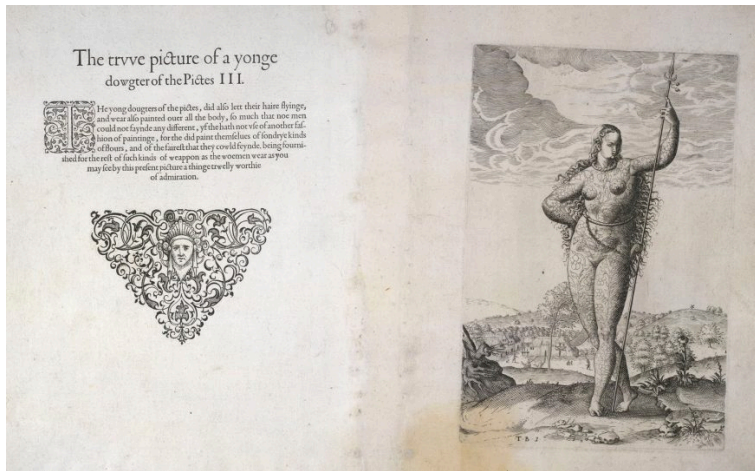 The trvve picture of a yonge
dowgter of the Pictes III.
THe yong dougters of the pictes, did also lett their haire flyinge,
and wear also painted ouer all the body, so much that noe men
could not faynde any different, yf the hath not vse of another fas-
hion of paintinge, for the did paint themselues of sondrye kinds
of flours, and of the fairest that they cowld feynde. being fourni-
shed for the rest of such kinds of weappon as the woemen wear as you
may see by this present picture a thinge trwelly worthie
of admiration.
T B S